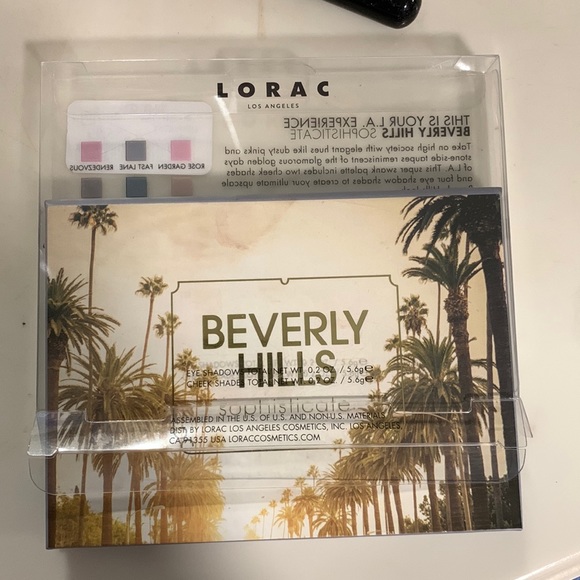 LORAC
LOS ANGELES
THIS IS YOUR L.A. EXPERIENCE
BEVERLY HILLS SOPHISTICATE
Take on high society with elegant hues like dusty pinks and
stone-side taupes reminiscent of the glamorous golden days
of L.A. This super swank palette includes two cheek shades
and four eye shadow shades to create your ultimate upscale
ROSE GARDEN
FAST LANE
RENDEZVOUS
BEVERLY
HILLS
sophisticate
EYE SHADOW TOTAL NET WT. 0.2 OZ / 5.6g℮
CHEEK SHADE TOTAL NET WT. 0.2 OZ. / 5.6g℮
ASSEMBLED IN THE U.S. OF U.S. AND NON-U.S. MATERIALS
DIST. BY LORAC LOS ANGELES COSMETICS, INC. LOS ANGELES,
CA 91355 USA LORACCOSMETICS.COM